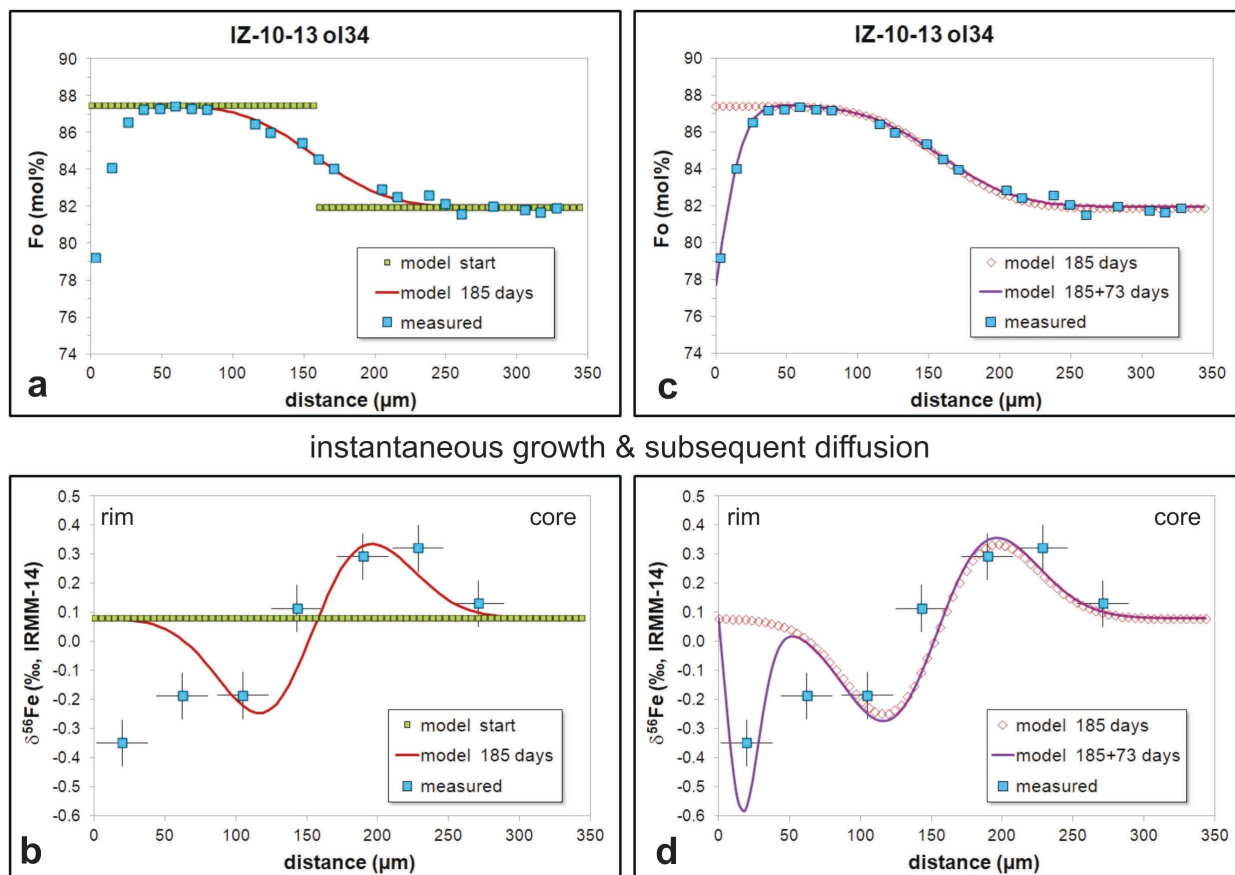 IZ-10-13 ol34
90
88
86
84
82
80
78
76
74
Fo (mol%)
model start
model 185 days
measured
0 50 100 150 200 250 300 350
distance (µm)
a
IZ-10-13 ol34
90
88
86
84
82
80
78
76
74
Fo (mol%)
model 185 days
model 185+73 days
measured
0 50 100 150 200 250 300 350
distance (µm)
c
instantaneous growth & subsequent diffusion
rim core
0.5
0.4
0.3
0.2
0.1
0.0
-0.1
-0.2
-0.3
-0.4
-0.5
-0.6
δ⁵⁶Fe (‰, IRMM-14)
model start
model 185 days
measured
0 50 100 150 200 250 300 350
distance (µm)
b
rim core
0.5
0.4
0.3
0.2
0.1
0.0
-0.1
-0.2
-0.3
-0.4
-0.5
-0.6
δ⁵⁶Fe (‰, IRMM-14)
model 185 days
model 185+73 days
measured
0 50 100 150 200 250 300 350
distance (µm)
d